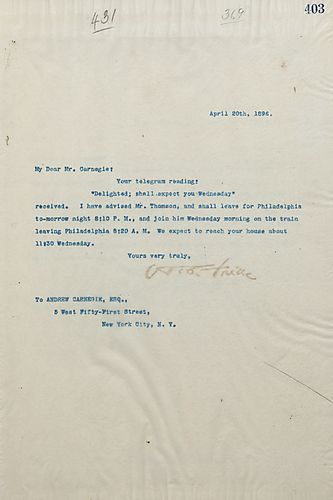 403
431
369
April 20th, 1896.
My Dear Mr. Carnegie:
Your telegram reading:
"Delighted; shall expect you Wednesday"
received. I have advised Mr. Thomson, and shall leave for Philadelphia
to-morrow night 8:10 P. M., and join him Wednesday morning on the train
leaving Philadelphia 8:20 A. M. We expect to reach your house about
11:30 Wednesday.
Yours very truly,
To ANDREW CARNEGIE, ESQ.,
5 West Fifty-First Street,
New York City, N. Y.